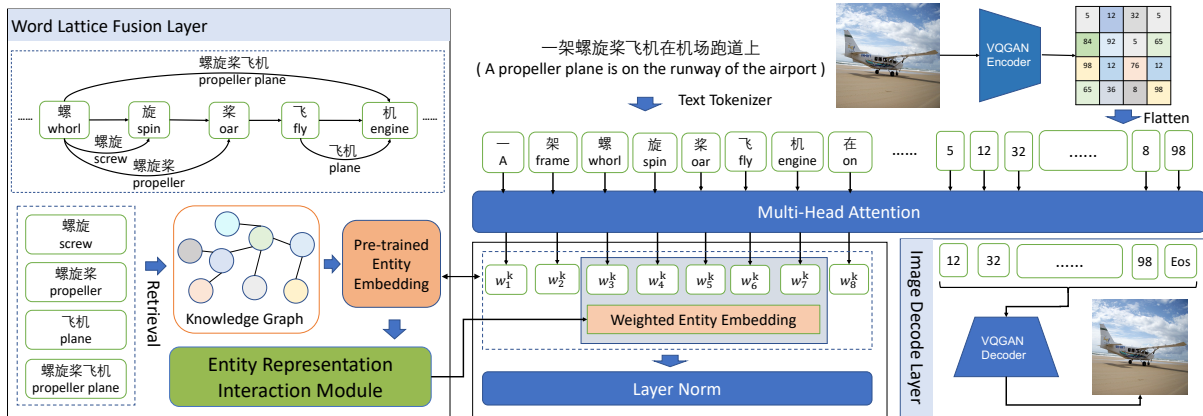 Word Lattice Fusion Layer
螺旋桨飞机
propeller plane
......
螺
whorl
旋
spin
桨
oar
飞
fly
机
engine
......
螺旋
screw
螺旋桨
propeller
飞机
plane
螺旋
screw
螺旋桨
propeller
飞机
plane
螺旋桨飞机
propeller plane
Retrieval
Knowledge Graph
Pre-trained
Entity
Embedding
Entity Representation
Interaction Module
一架螺旋桨飞机在机场跑道上
( A propeller plane is on the runway of the airport )
Text Tokenizer
VQGAN
Encoder
5 12 32 5
84 92 5 65
98 12 76 12
65 36 8 98
Flatten
一
A
架
frame
螺
whorl
旋
spin
桨
oar
飞
fly
机
engine
在
on
......
5 12 32 ...... 8 98
Multi-Head Attention
w₁ᵏ w₂ᵏ w₃ᵏ w₄ᵏ w₅ᵏ w₆ᵏ w₇ᵏ w₈ᵏ
Weighted Entity Embedding
Layer Norm
Image Decode Layer
12 32 ...... 98 Eos
VQGAN
Decoder